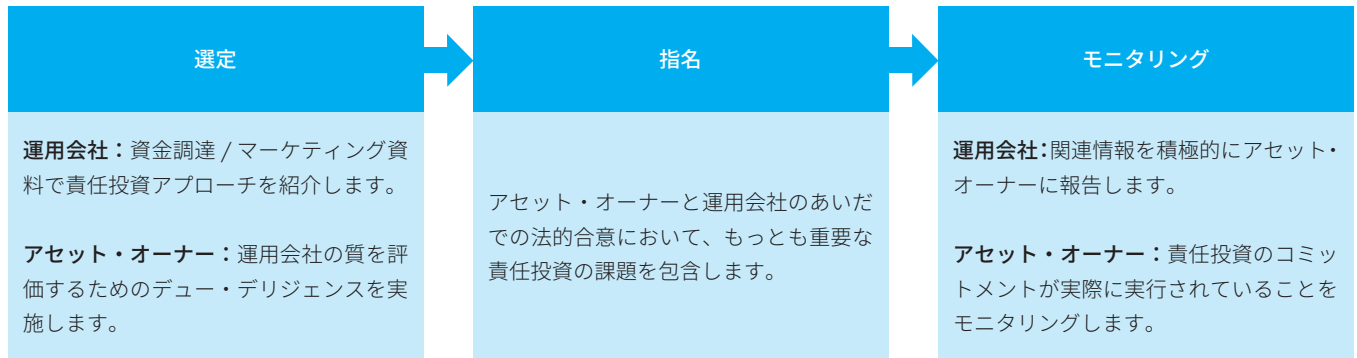 選定
運用会社：資金調達 / マーケティング資
料で責任投資アプローチを紹介します。
アセット・オーナー：運用会社の質を評
価するためのデュー・デリジェンスを実
施します。
指名
アセット・オーナーと運用会社のあいだ
での法的合意において、もっとも重要な
責任投資の課題を包含します。
モニタリング
運用会社：関連情報を積極的にアセット・
オーナーに報告します。
アセット・オーナー：責任投資のコミッ
トメントが実際に実行されていることを
モニタリングします。